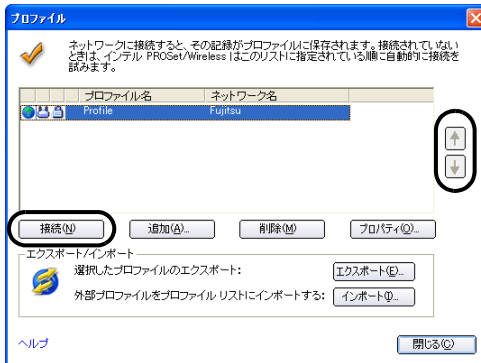 プロファイル
ネットワークに接続すると、その記録がプロファイルに保存されます。接続されていない
ときは、インテル PROSet/Wireless はこのリストに指定されている順に自動的に接続を
試みます。
プロファイル名 ネットワーク名
Profile Fujitsu
接続(N) 追加(A)... 削除(M) プロパティ(O)...
エクスポート/インポート
選択したプロファイルのエクスポート: エクスポート(E)...
外部プロファイルをプロファイル リストにインポートする: インポート(I)...
ヘルプ 閉じる(C)